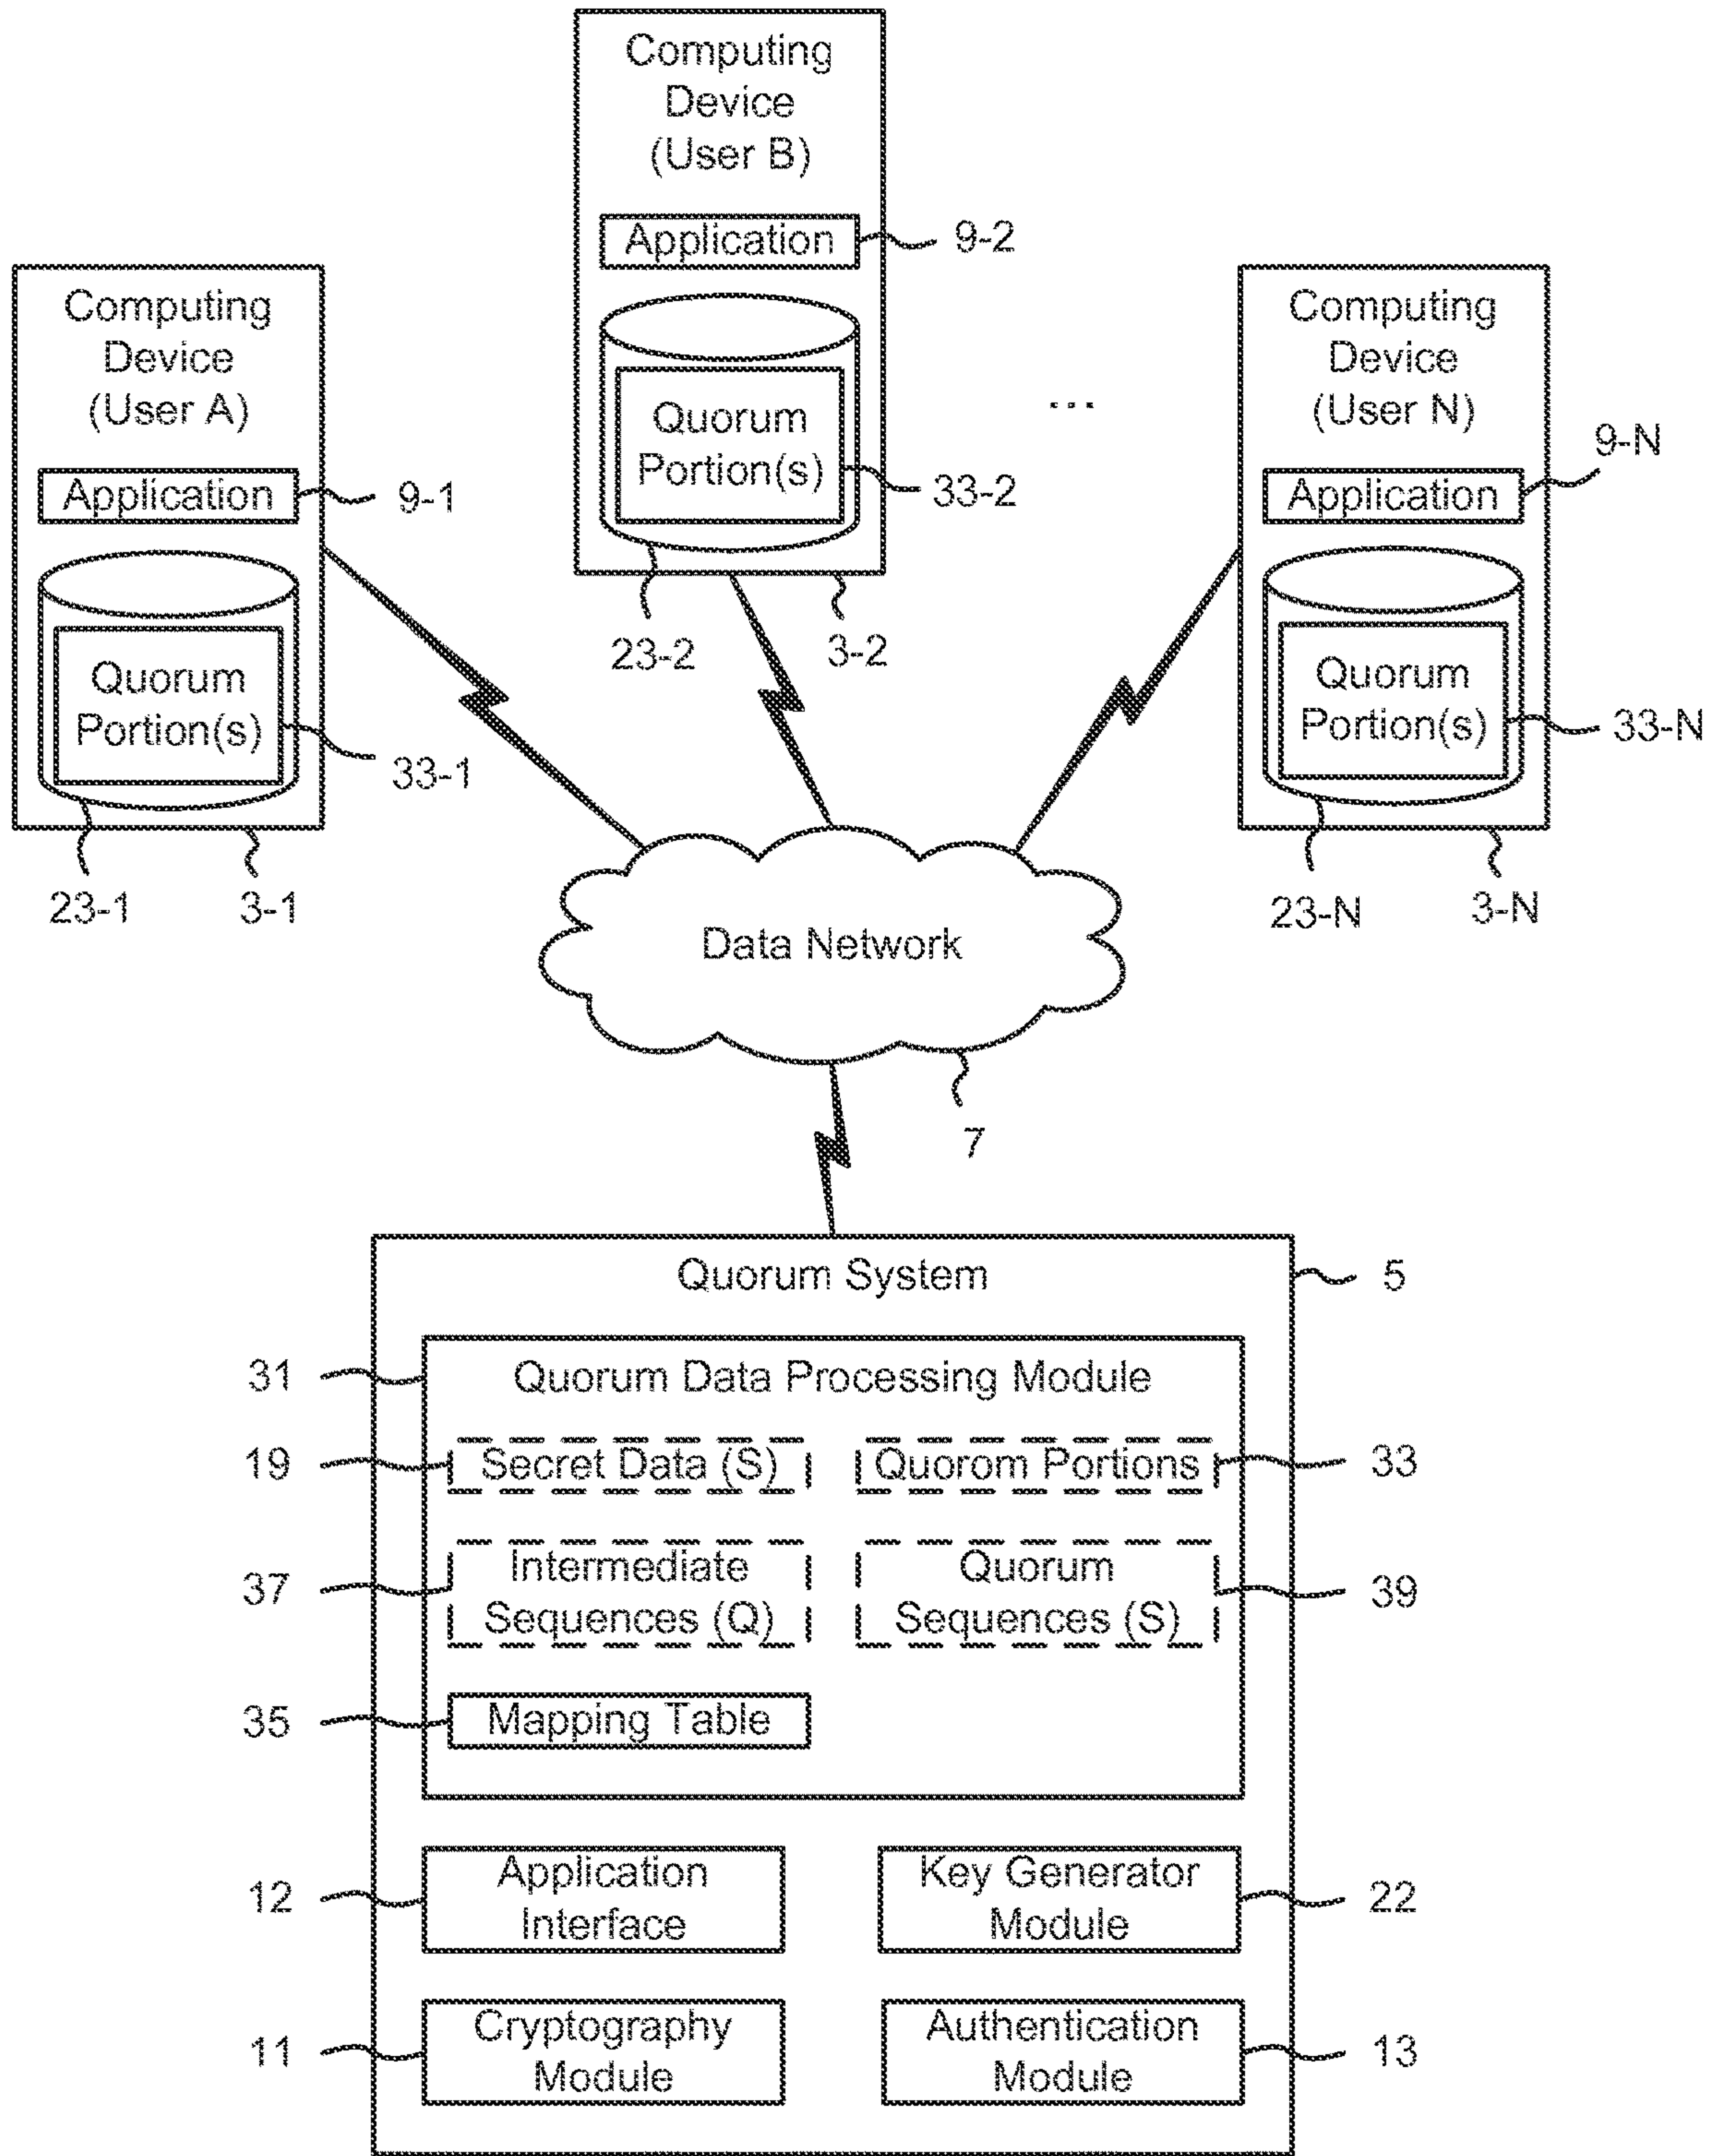 Computing
Device
(User B)
Application
9-2
Quorum
Portion(s)
33-2
23-2
3-2
Computing
Device
(User A)
Application
9-1
Quorum
Portion(s)
33-1
23-1
3-1
...
Computing
Device
(User N)
9-N
Application
Quorum
Portion(s)
33-N
23-N
3-N
Data Network
7
Quorum System
5
31
Quorum Data Processing Module
19
Secret Data (S)
Quorom Portions
33
37
Intermediate
Sequences (Q)
Quorum
Sequences (S)
39
35
Mapping Table
12
Application
Interface
Key Generator
Module
22
11
Cryptography
Module
Authentication
Module
13